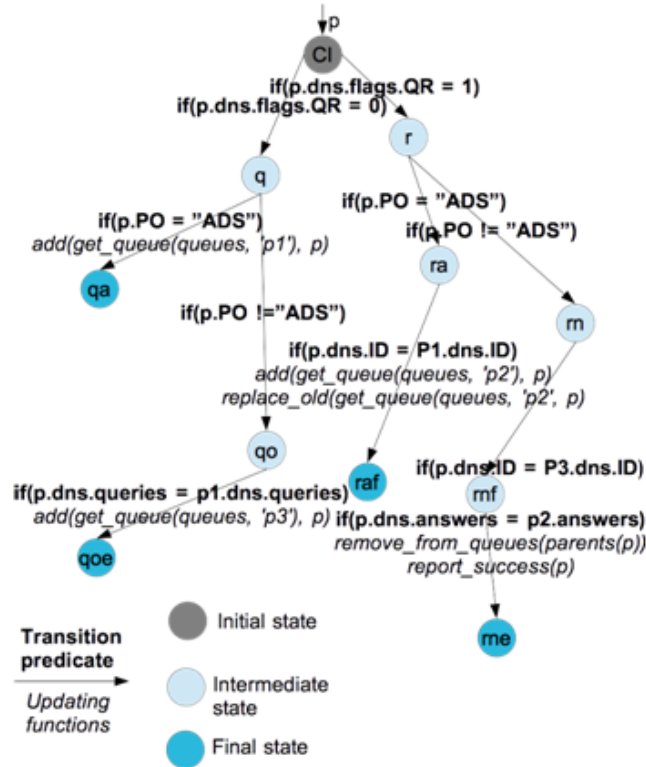 p
CI
if(p.dns.flags.QR = 1)
if(p.dns.flags.QR = 0)
r
q
if(p.PO = ”ADS”)
add(get_queue(queues, 'p1'), p)
if(p.PO = ”ADS”)
if(p.PO != ”ADS”)
ra
qa
if(p.PO !=”ADS”)
rn
if(p.dns.ID = P1.dns.ID)
add(get_queue(queues, 'p2'), p)
replace_old(get_queue(queues, 'p2', p)
qo
raf
if(p.dns.ID = P3.dns.ID)
rnf
if(p.dns.queries = p1.dns.queries)
add(get_queue(queues, 'p3'), p)
qoe
if(p.dns.answers = p2.answers)
remove_from_queues(parents(p))
report_success(p)
rne
Transition
predicate
Updating
functions
Initial state
Intermediate
state
Final state